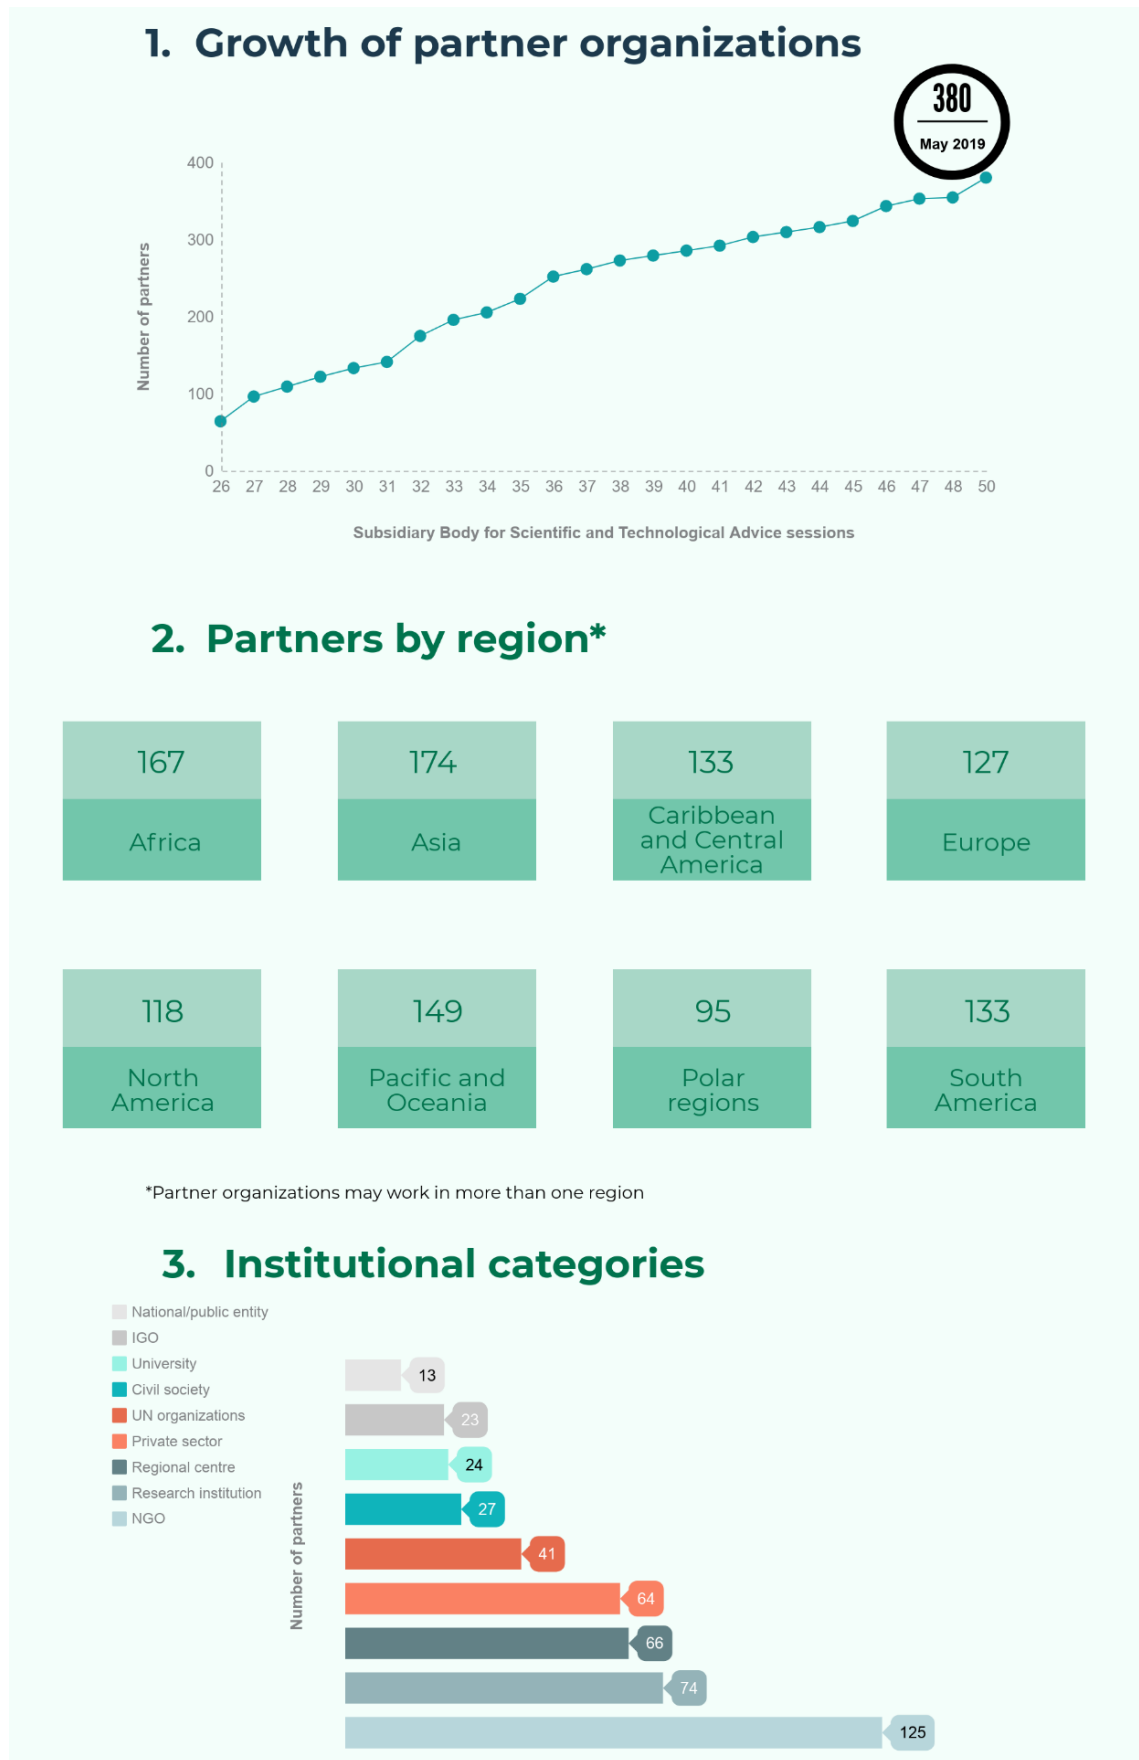 1. Growth of partner organizations
380
May 2019
400
300
200
100
0
Number of partners
26 27 28 29 30 31 32 33 34 35 36 37 38 39 40 41 42 43 44 45 46 47 48 50
Subsidiary Body for Scientific and Technological Advice sessions
2. Partners by region*
167
Africa
174
Asia
133
Caribbean
and Central
America
127
Europe
118
North
America
149
Pacific and
Oceania
95
Polar
regions
133
South
America
*Partner organizations may work in more than one region
3. Institutional categories
National/public entity
IGO
University
Civil society
UN organizations
Private sector
Regional centre
Research institution
NGO
Number of partners
13
23
24
27
41
64
66
74
125